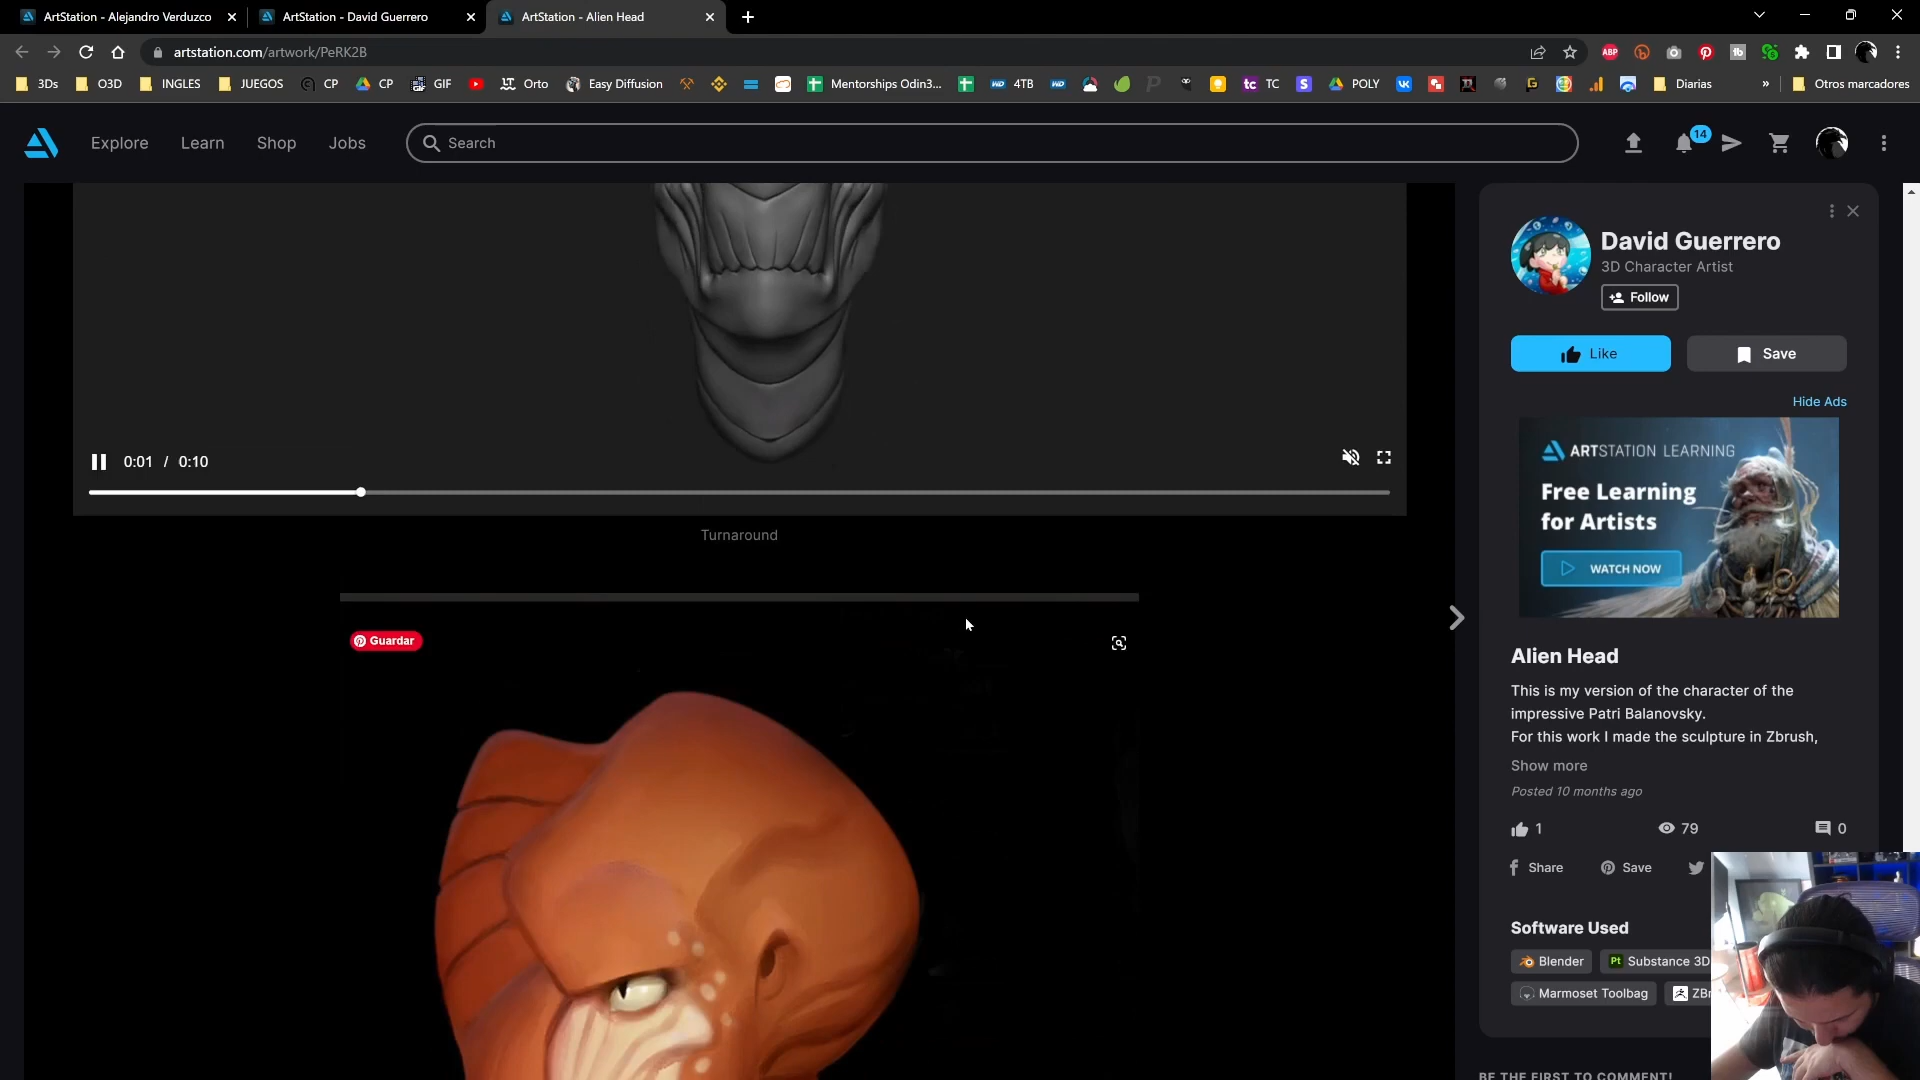 ArtStation - Alejandro Verduzco
ArtStation - David Guerrero
ArtStation - Alien Head
artstation.com/artwork/PeRK2B
ABP
3Ds
O3D
INGLES
JUEGOS
CP
CP
GIF
Orto
Easy Diffusion
Mentorships Odin3...
4TB
TC
POLY
Diarias
»
Otros marcadores
Explore
Learn
Shop
Jobs
Search
14
0:01 / 0:10
Turnaround
Guardar
David Guerrero
3D Character Artist
Follow
Like
Save
Hide Ads
ARTSTATION LEARNING
Free Learning
for Artists
WATCH NOW
Alien Head
This is my version of the character of the
impressive Patri Balanovsky.
For this work I made the sculpture in Zbrush,
Show more
Posted 10 months ago
1
79
0
Share
Save
Software Used
Blender
Pt Substance 3D
Marmoset Toolbag
BE THE FIRST TO COMMENT!